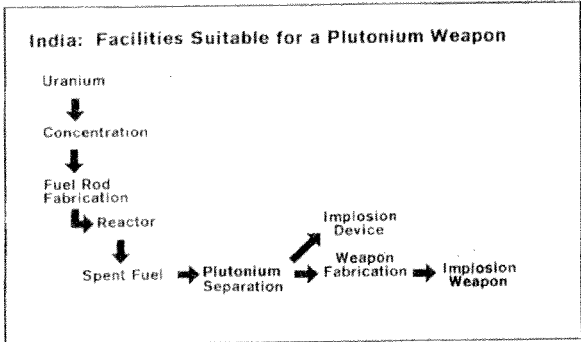 India: Facilities Suitable for a Plutonium Weapon
Uranium
Concentration
Fuel Rod
Fabrication
Reactor
Spent Fuel
Plutonium
Separation
Implosion
Device
Weapon
Fabrication
Implosion
Weapon